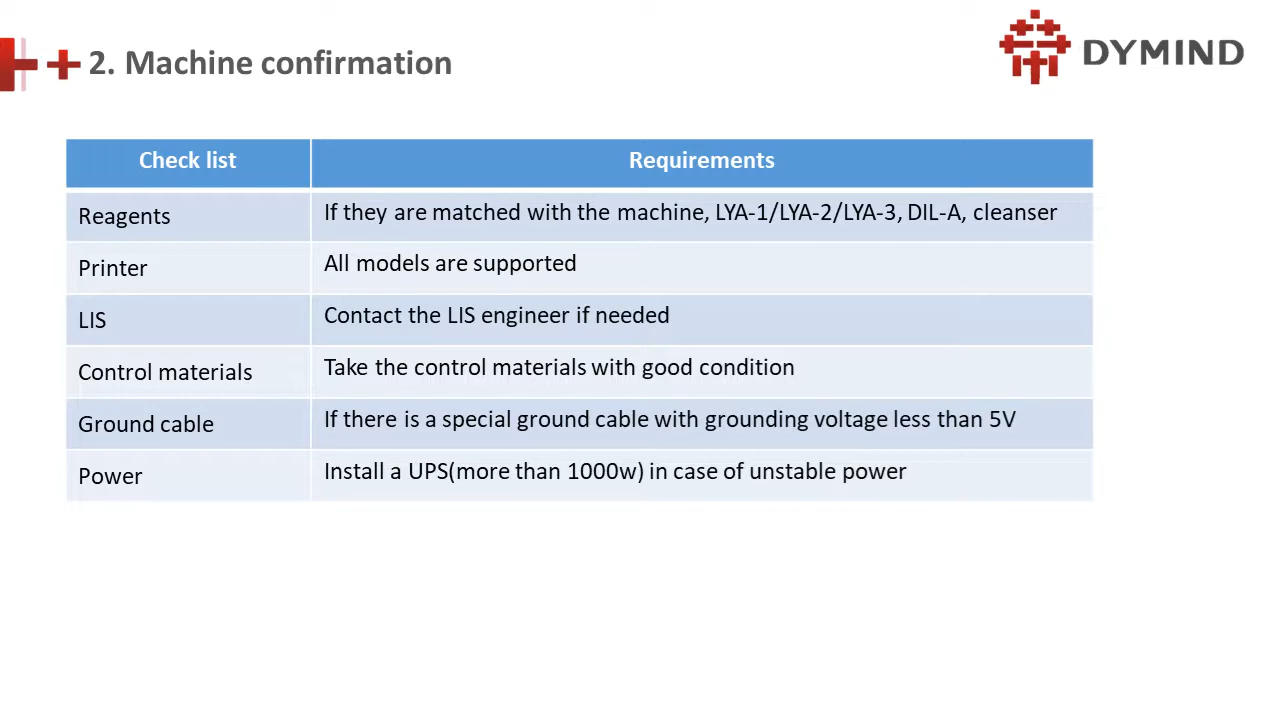 2. Machine confirmation
DYMIND
Check list
Requirements
Reagents
If they are matched with the machine, LYA-1/LYA-2/LYA-3, DIL-A, cleanser
Printer
All models are supported
LIS
Contact the LIS engineer if needed
Control materials
Take the control materials with good condition
Ground cable
If there is a special ground cable with grounding voltage less than 5V
Power
Install a UPS(more than 1000w) in case of unstable power